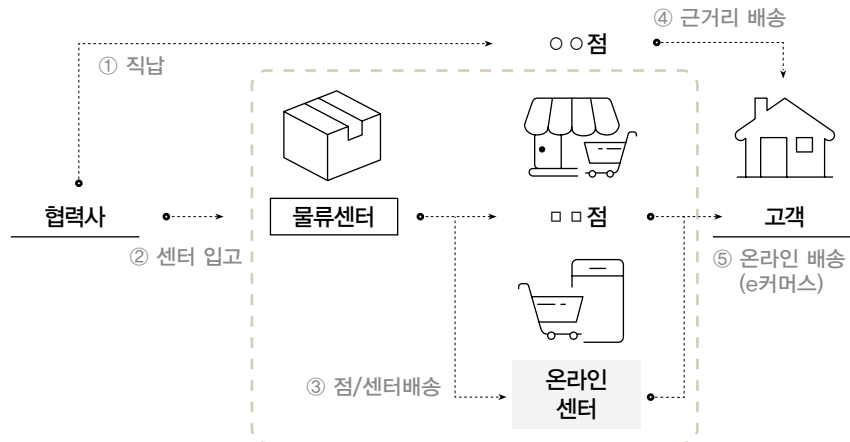 ④ 근거리 배송
○○점
① 직납
협력사
물류센터
□□점
고객
② 센터 입고
⑤ 온라인 배송
(e커머스)
③ 점/센터배송
온라인
센터